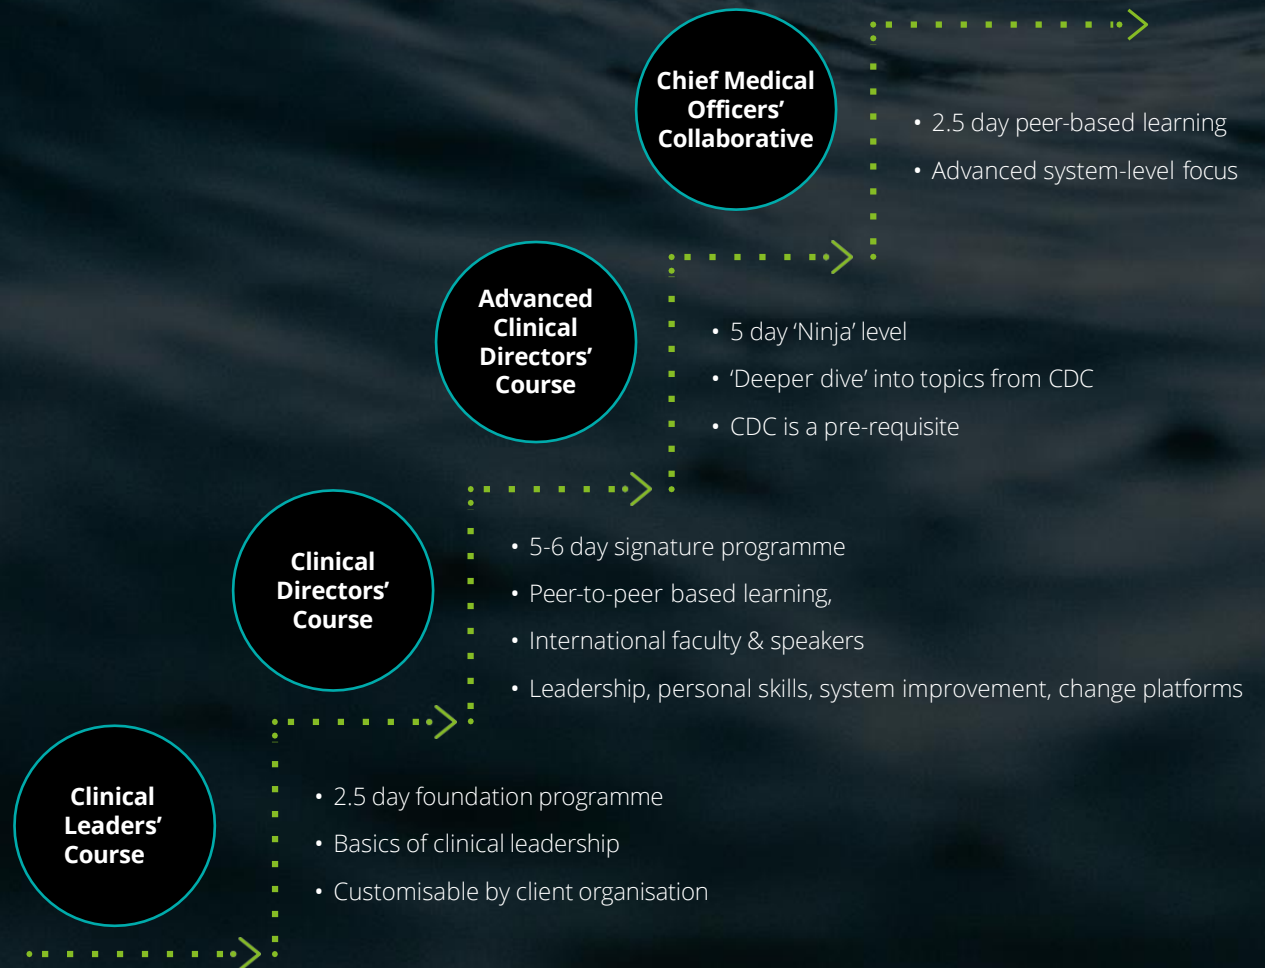 Chief Medical
Officers’
Collaborative
• 2.5 day peer-based learning
• Advanced system-level focus
Advanced
Clinical
Directors’
Course
• 5 day ‘Ninja’ level
• ‘Deeper dive’ into topics from CDC
• CDC is a pre-requisite
Clinical
Directors’
Course
• 5-6 day signature programme
• Peer-to-peer based learning,
• International faculty & speakers
• Leadership, personal skills, system improvement, change platforms
Clinical
Leaders’
Course
• 2.5 day foundation programme
• Basics of clinical leadership
• Customisable by client organisation